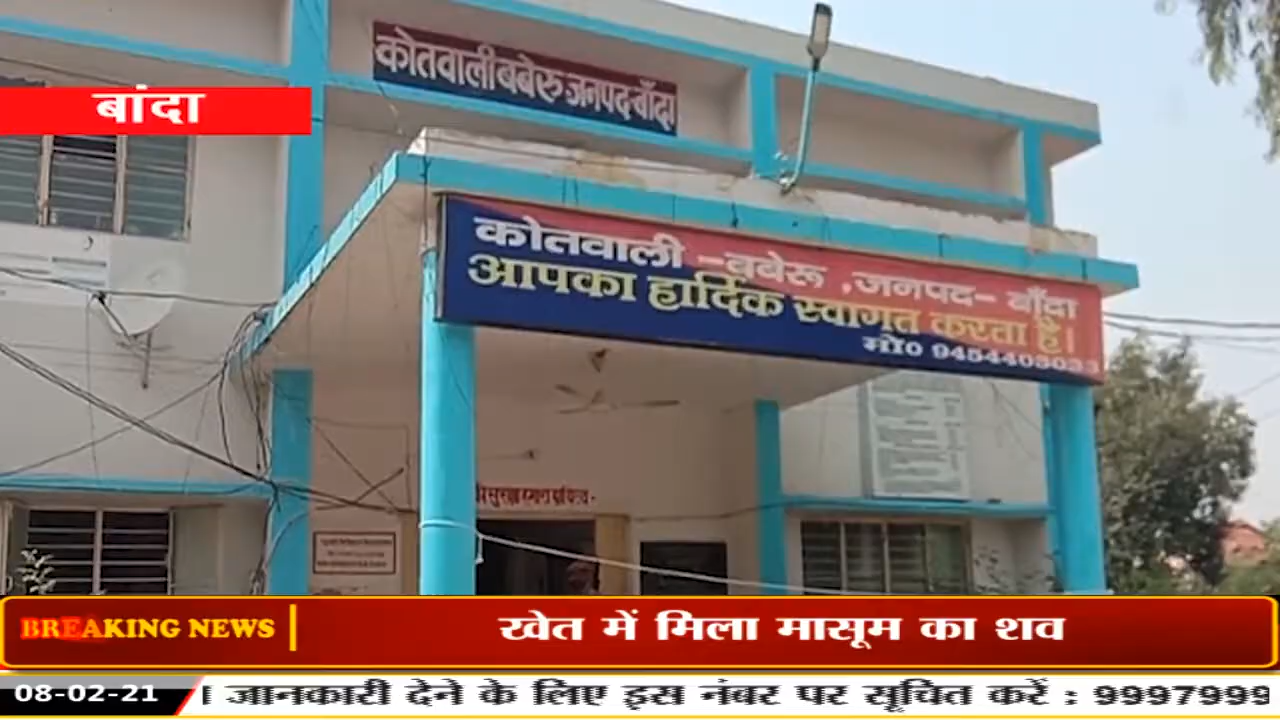 कोतवाली बबेरु जनपद-बाँदा
बांदा
कोतवाली -बबेरू ,जनपद- बाँदा
आपका हार्दिक स्वागत करता है।
मो0 9454403033
BREAKING NEWS
खेत में मिला मासूम का शव
08-02-21
। जानकारी देने के लिए इस नंबर पर सूचित करें : 9997999